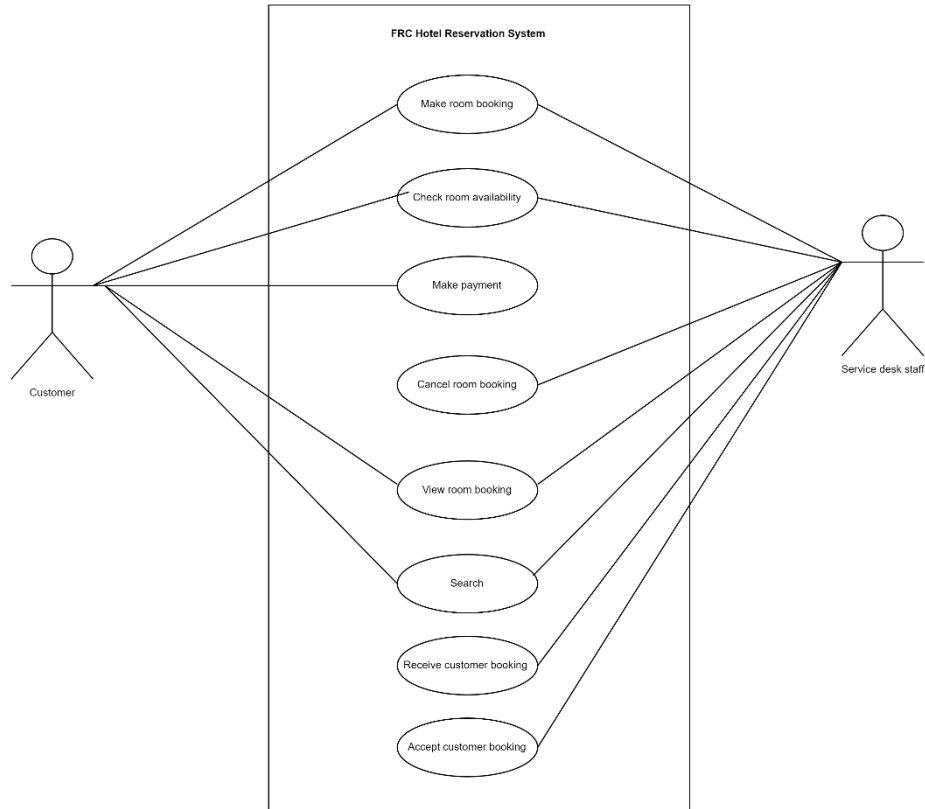 FRC Hotel Reservation System
Make room booking
Check room availability
Make payment
Cancel room booking
View room booking
Search
Receive customer booking
Accept customer booking
Customer
Service desk staff